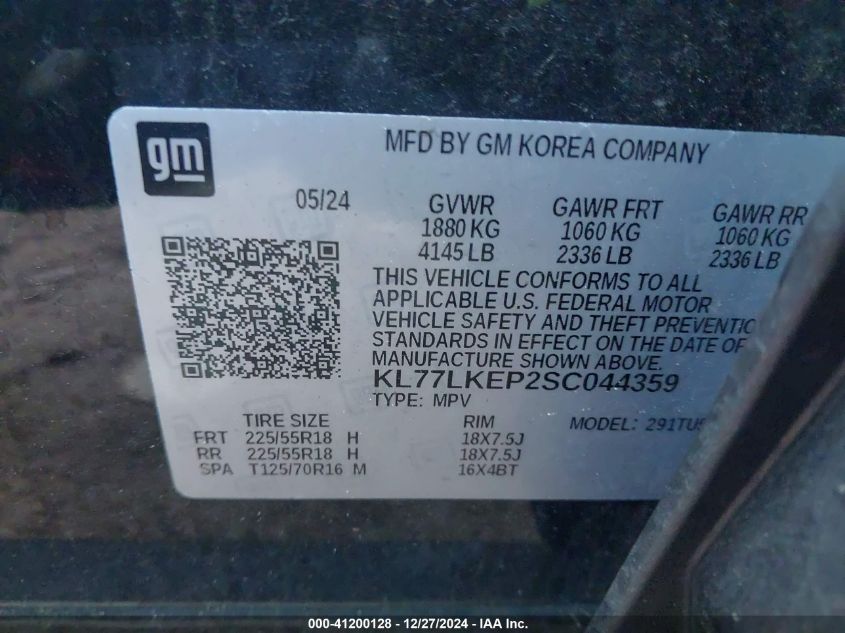 gm
MFD BY GM KOREA COMPANY
05/24 GVWR GAWR FRT GAWR RR
1880 KG 1060 KG 1060 KG
4145 LB 2336 LB 2336 LB
THIS VEHICLE CONFORMS TO ALL
APPLICABLE U.S. FEDERAL MOTOR
VEHICLE SAFETY AND THEFT PREVENTIO
STANDARDS IN EFFECT ON THE DATE OF
MANUFACTURE SHOWN ABOVE.
KL77LKEP2SC044359
TYPE: MPV
TIRE SIZE RIM MODEL: 291TU
FRT 225/55R18 H 18X7.5J
RR 225/55R18 H 18X7.5J
SPA T125/70R16 M 16X4BT
000-41200128 - 12/27/2024 - IAA Inc.